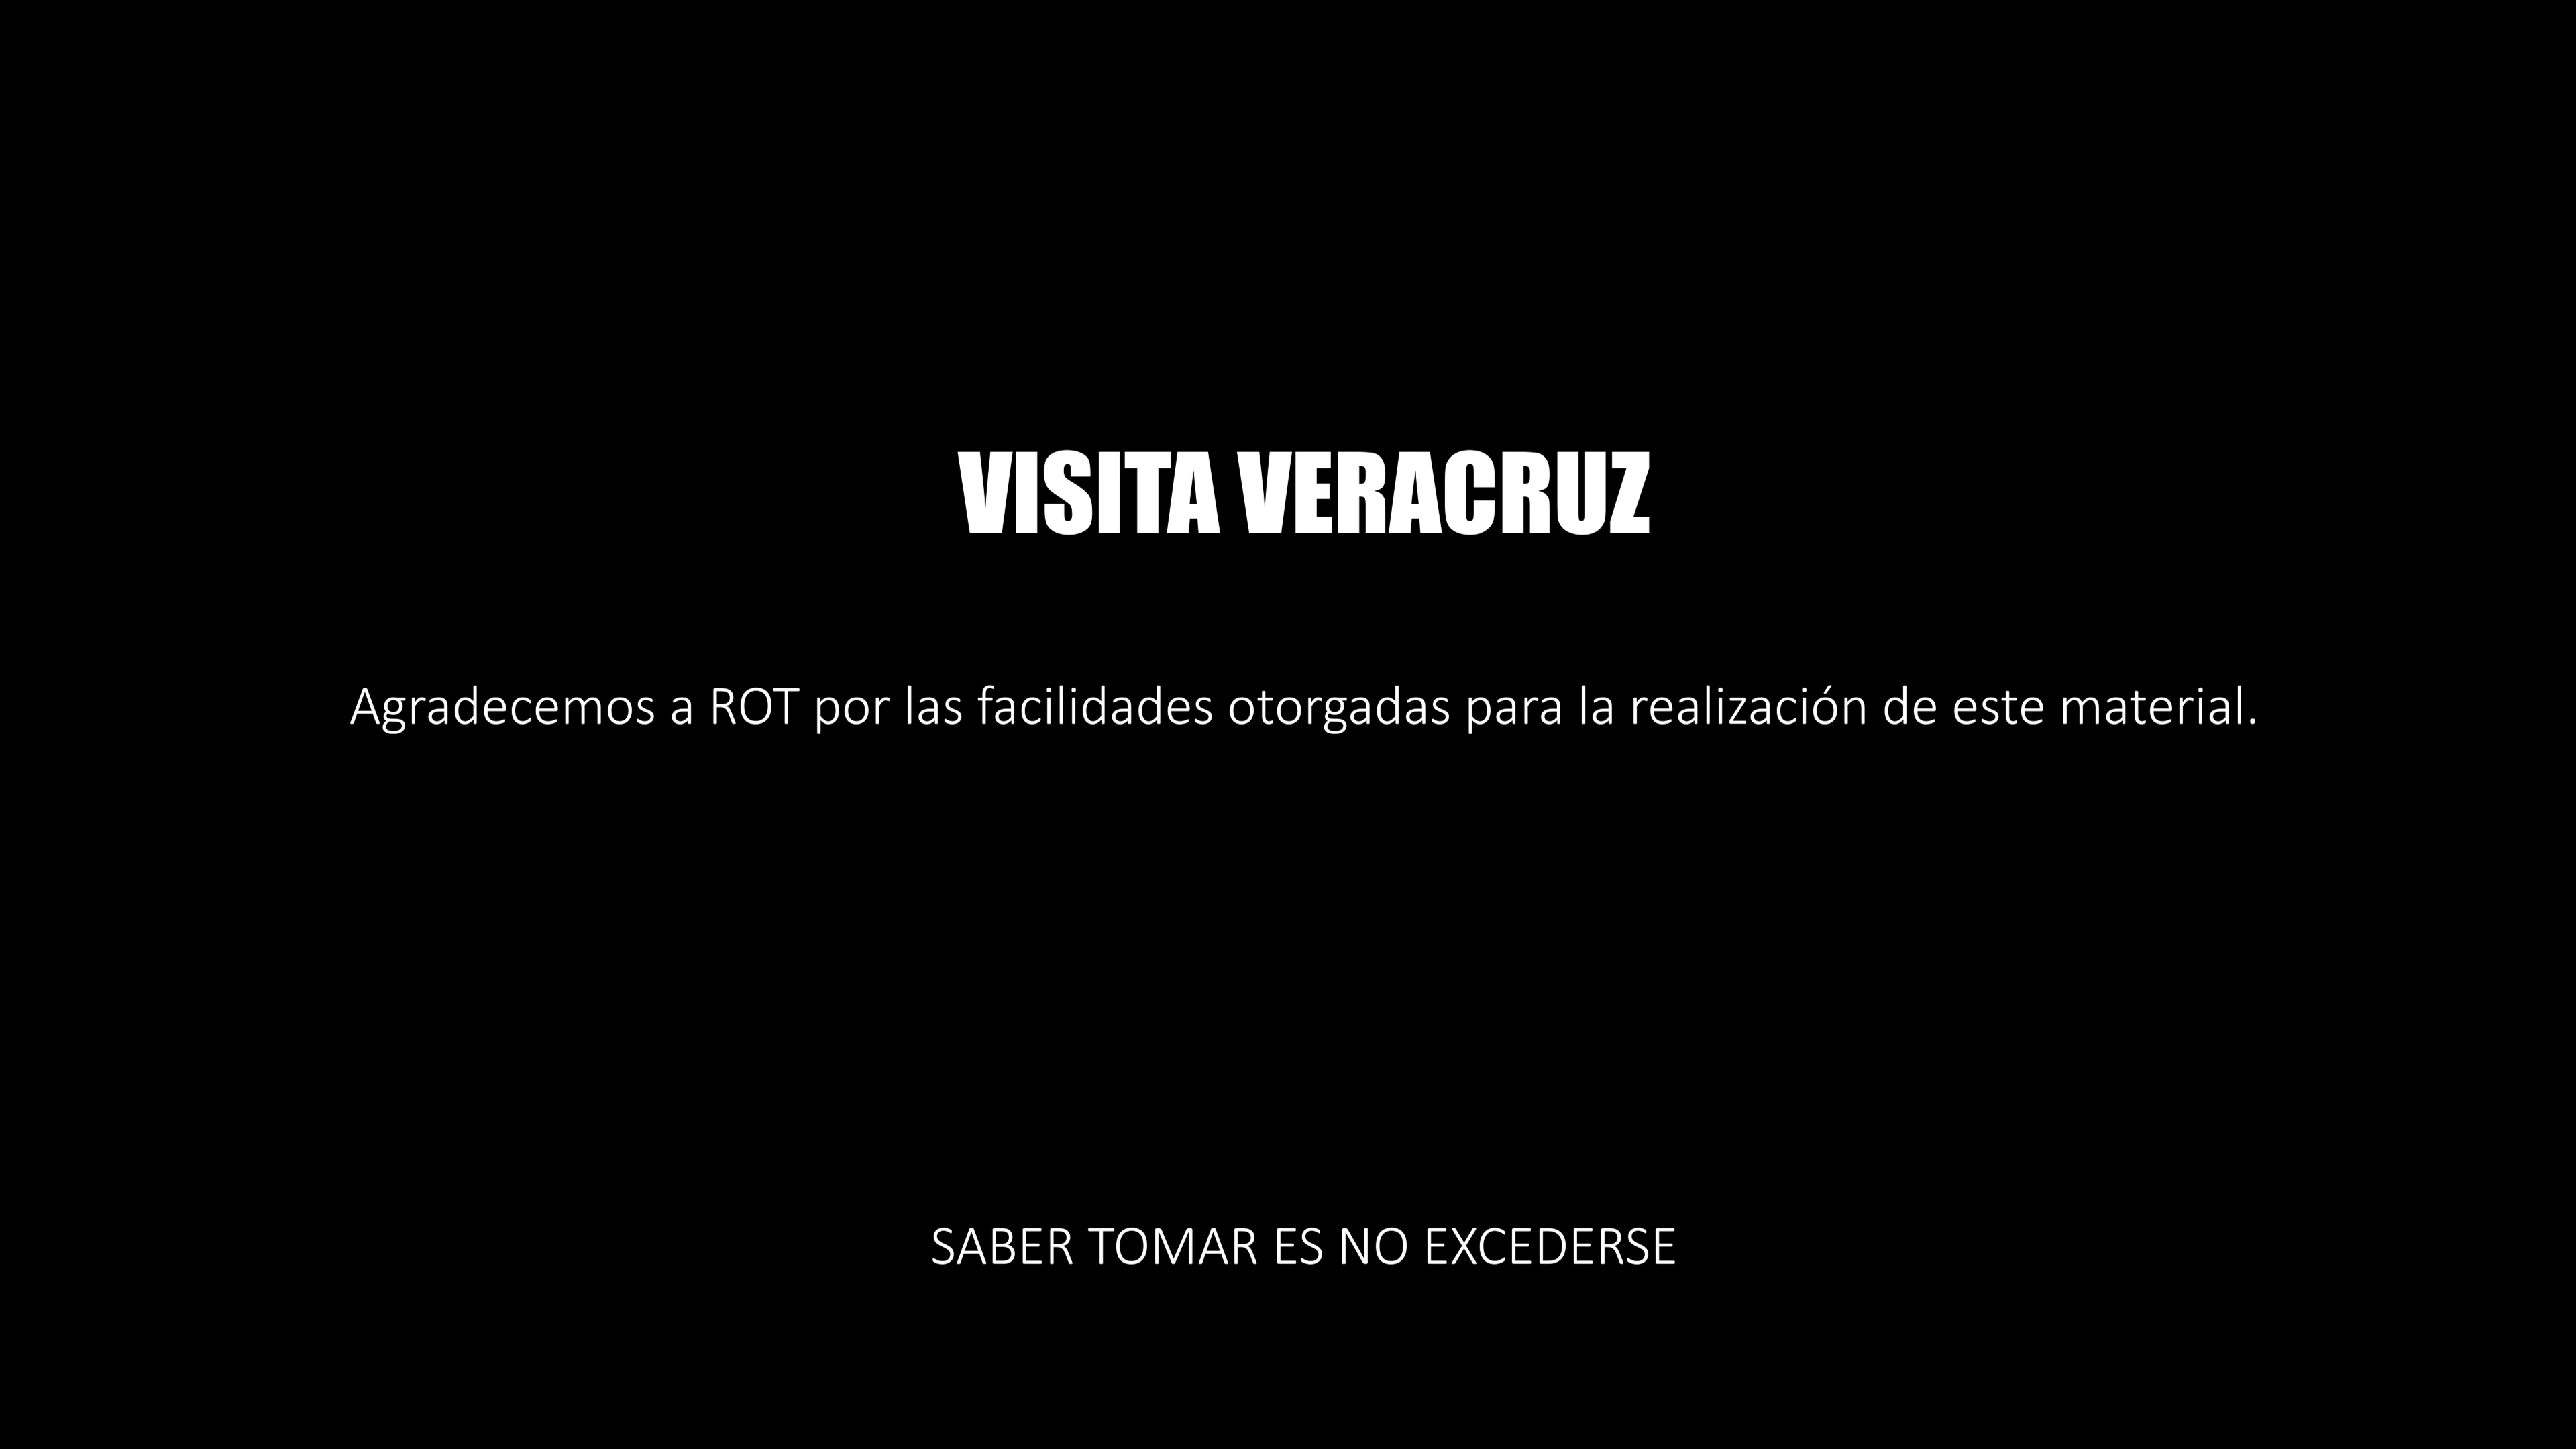 VISITA VERACRUZ
Agradecemos a ROT por las facilidades otorgadas para la realización de este material.
SABER TOMAR ES NO EXCEDERSE